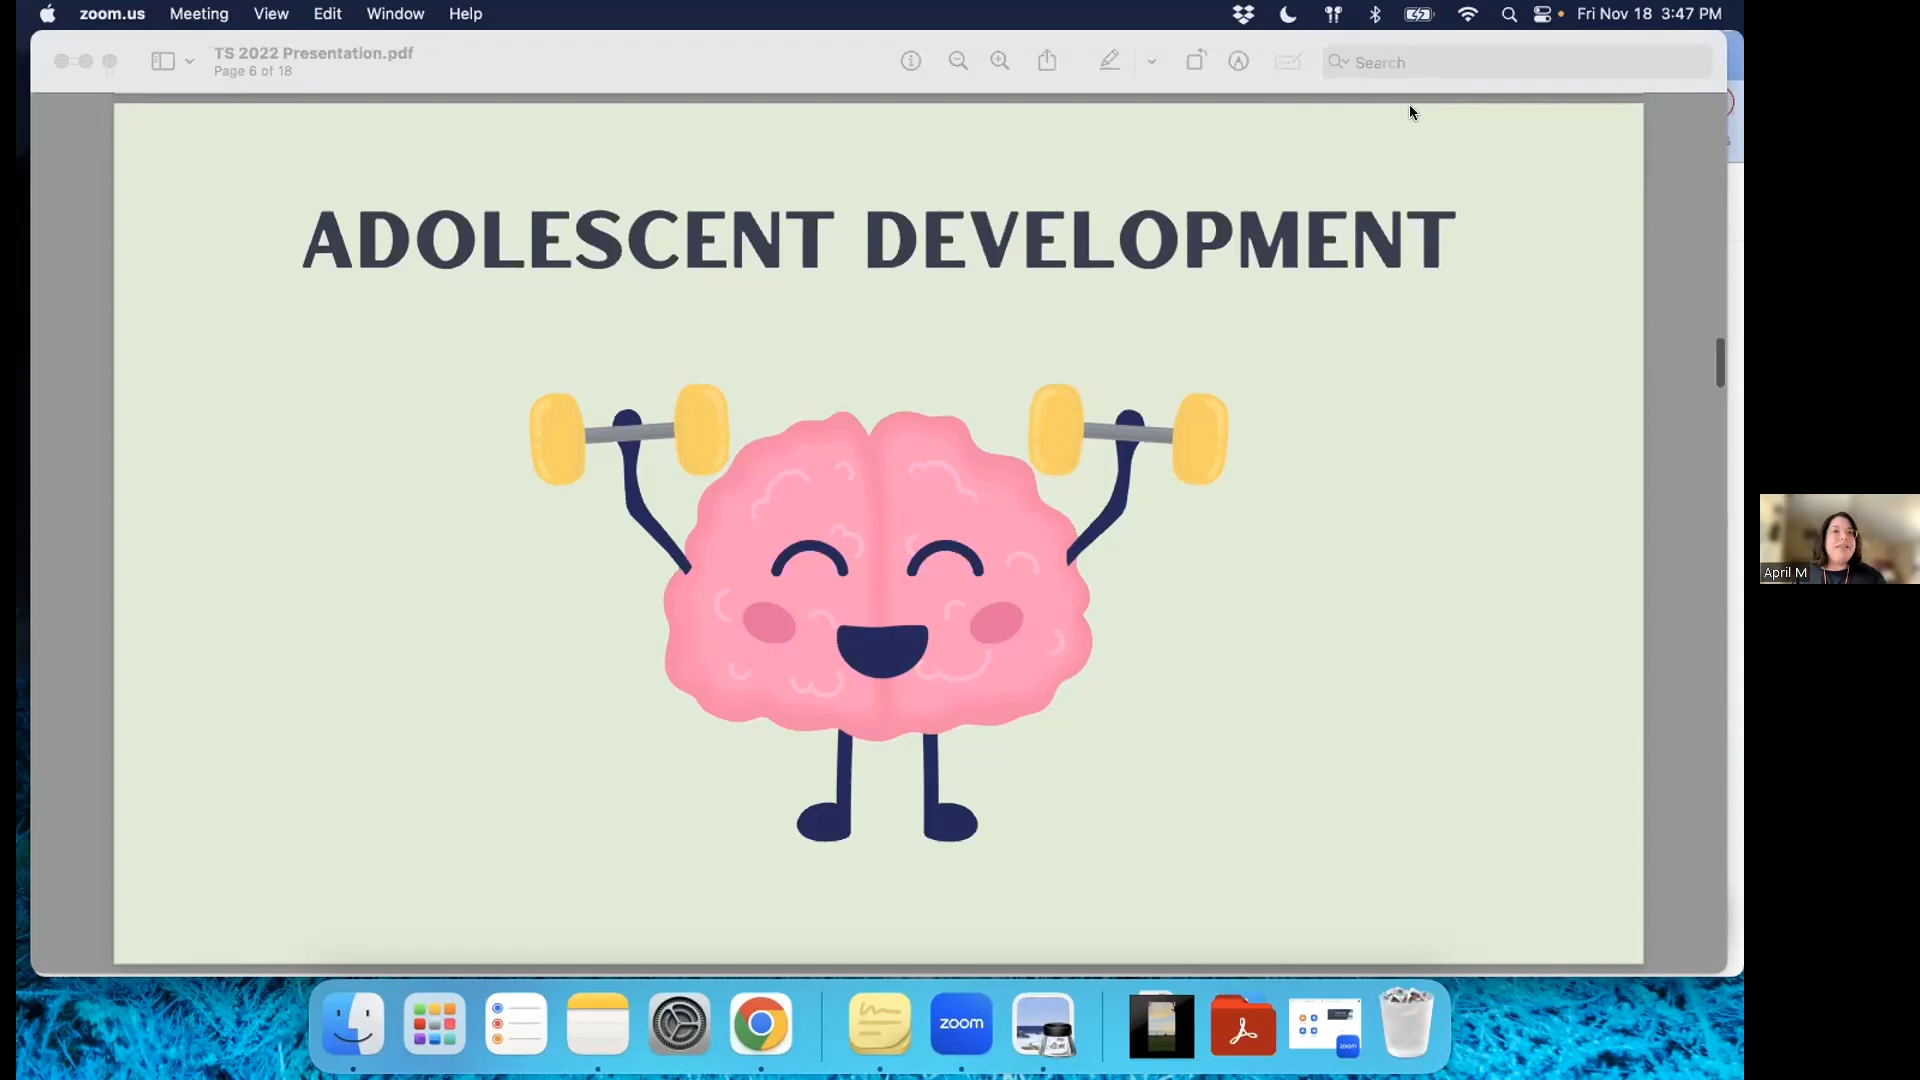 zoom.us Meeting View Edit Window Help Fri Nov 18 3:47 PM
TS 2022 Presentation.pdf
Page 6 of 18
Search
ADOLESCENT DEVELOPMENT
April M
zoom
zoom